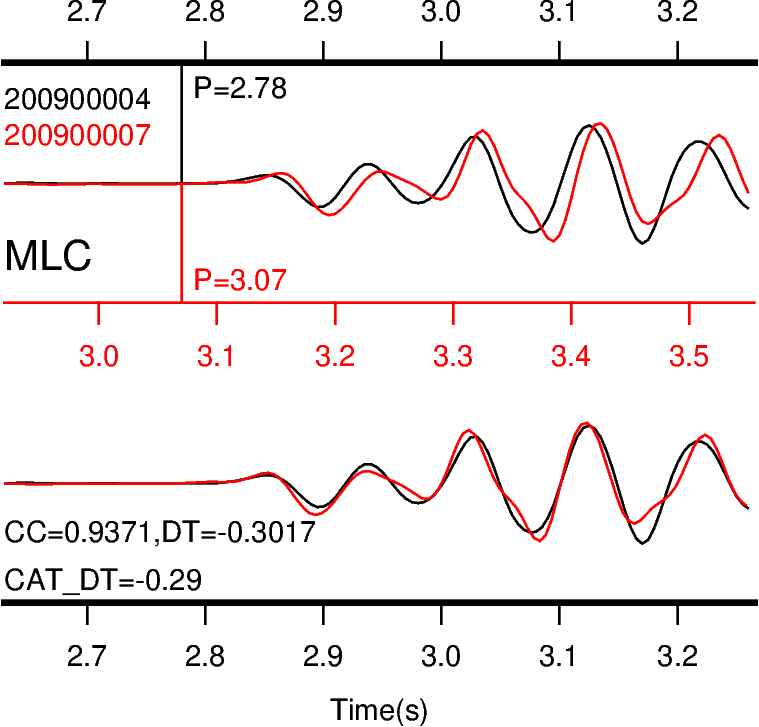 2.7 2.8 2.9 3.0 3.1 3.2
200900004
P=2.78
200900007
MLC
P=3.07
3.0 3.1 3.2 3.3 3.4 3.5
CC=0.9371,DT=-0.3017
CAT_DT=-0.29
2.7 2.8 2.9 3.0 3.1 3.2
Time(s)